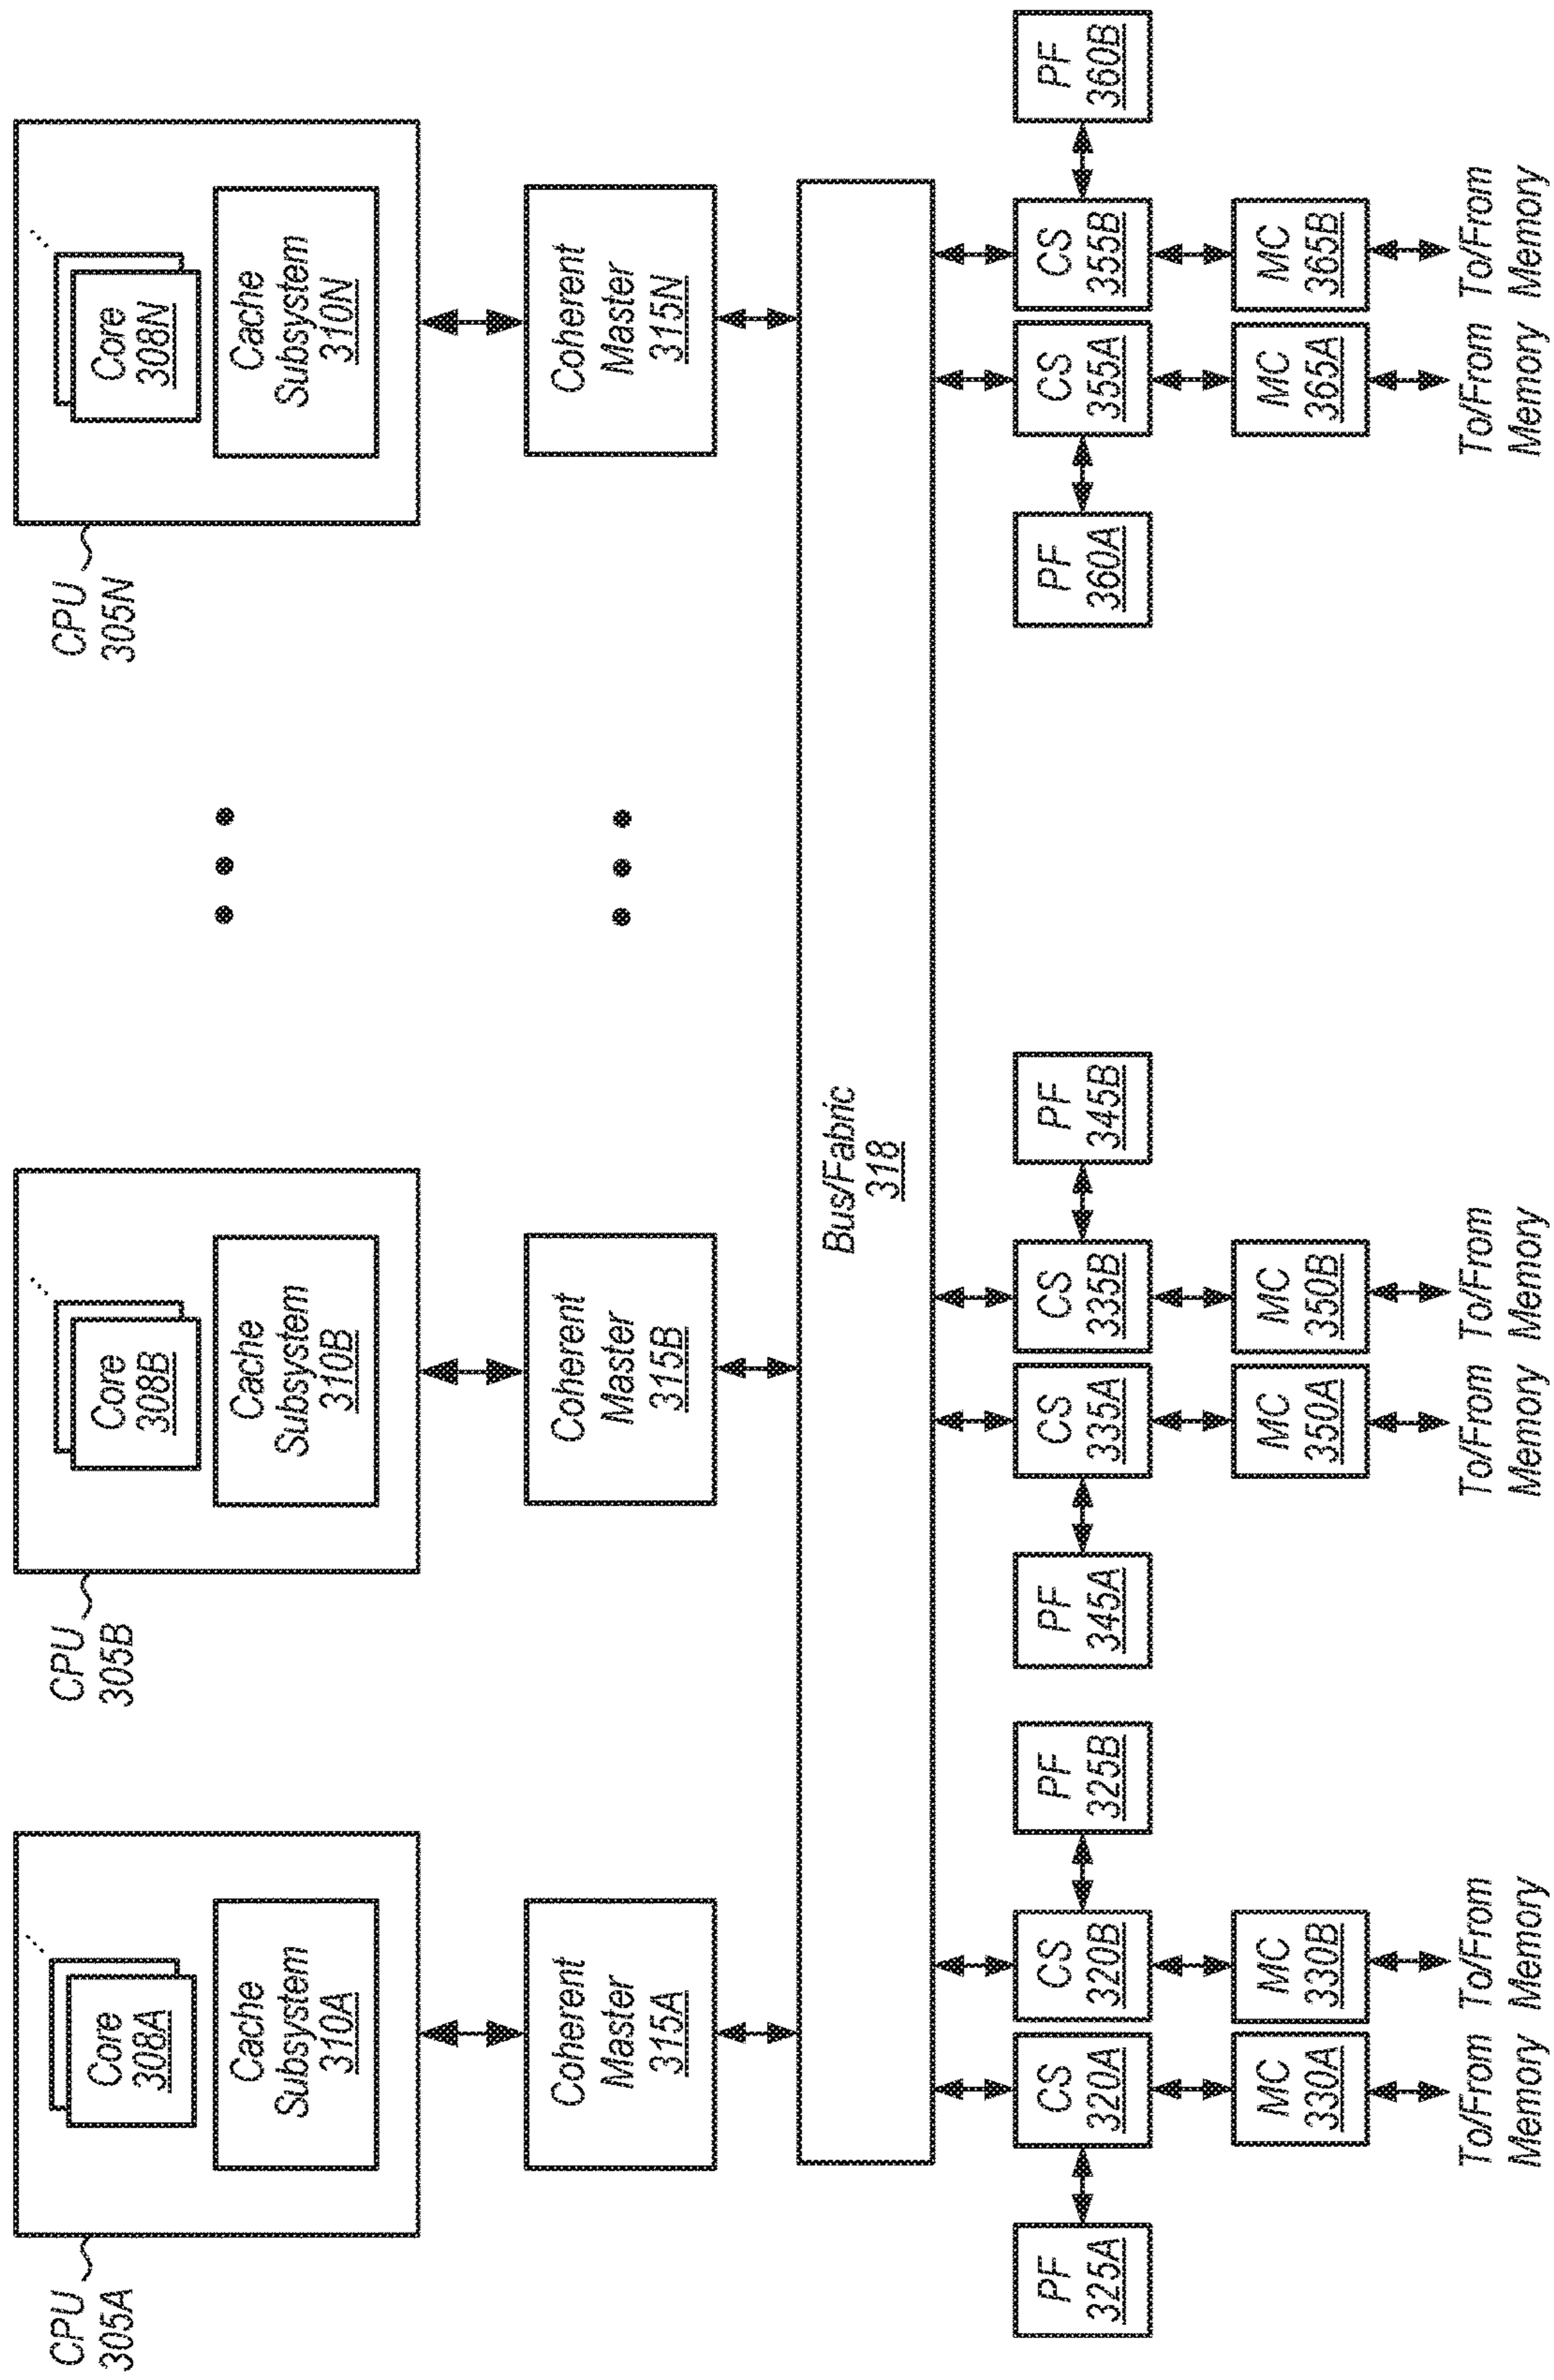 CPU
305A
Core
308A
Cache
Subsystem
310A
CPU
305B
Core
308B
Cache
Subsystem
310B
CPU
305N
Core
308N
Cache
Subsystem
310N
Coherent
Master
315A
Coherent
Master
315B
Coherent
Master
315N
Bus/Fabric
318
PF
325A
CS
320A
CS
320B
PF
325B
PF
345A
CS
335A
CS
335B
PF
345B
PF
360A
CS
355A
CS
355B
PF
360B
MC
330A
MC
330B
MC
350A
MC
350B
MC
365A
MC
365B
To/From
Memory
To/From
Memory
To/From
Memory
To/From
Memory
To/From
Memory
To/From
Memory